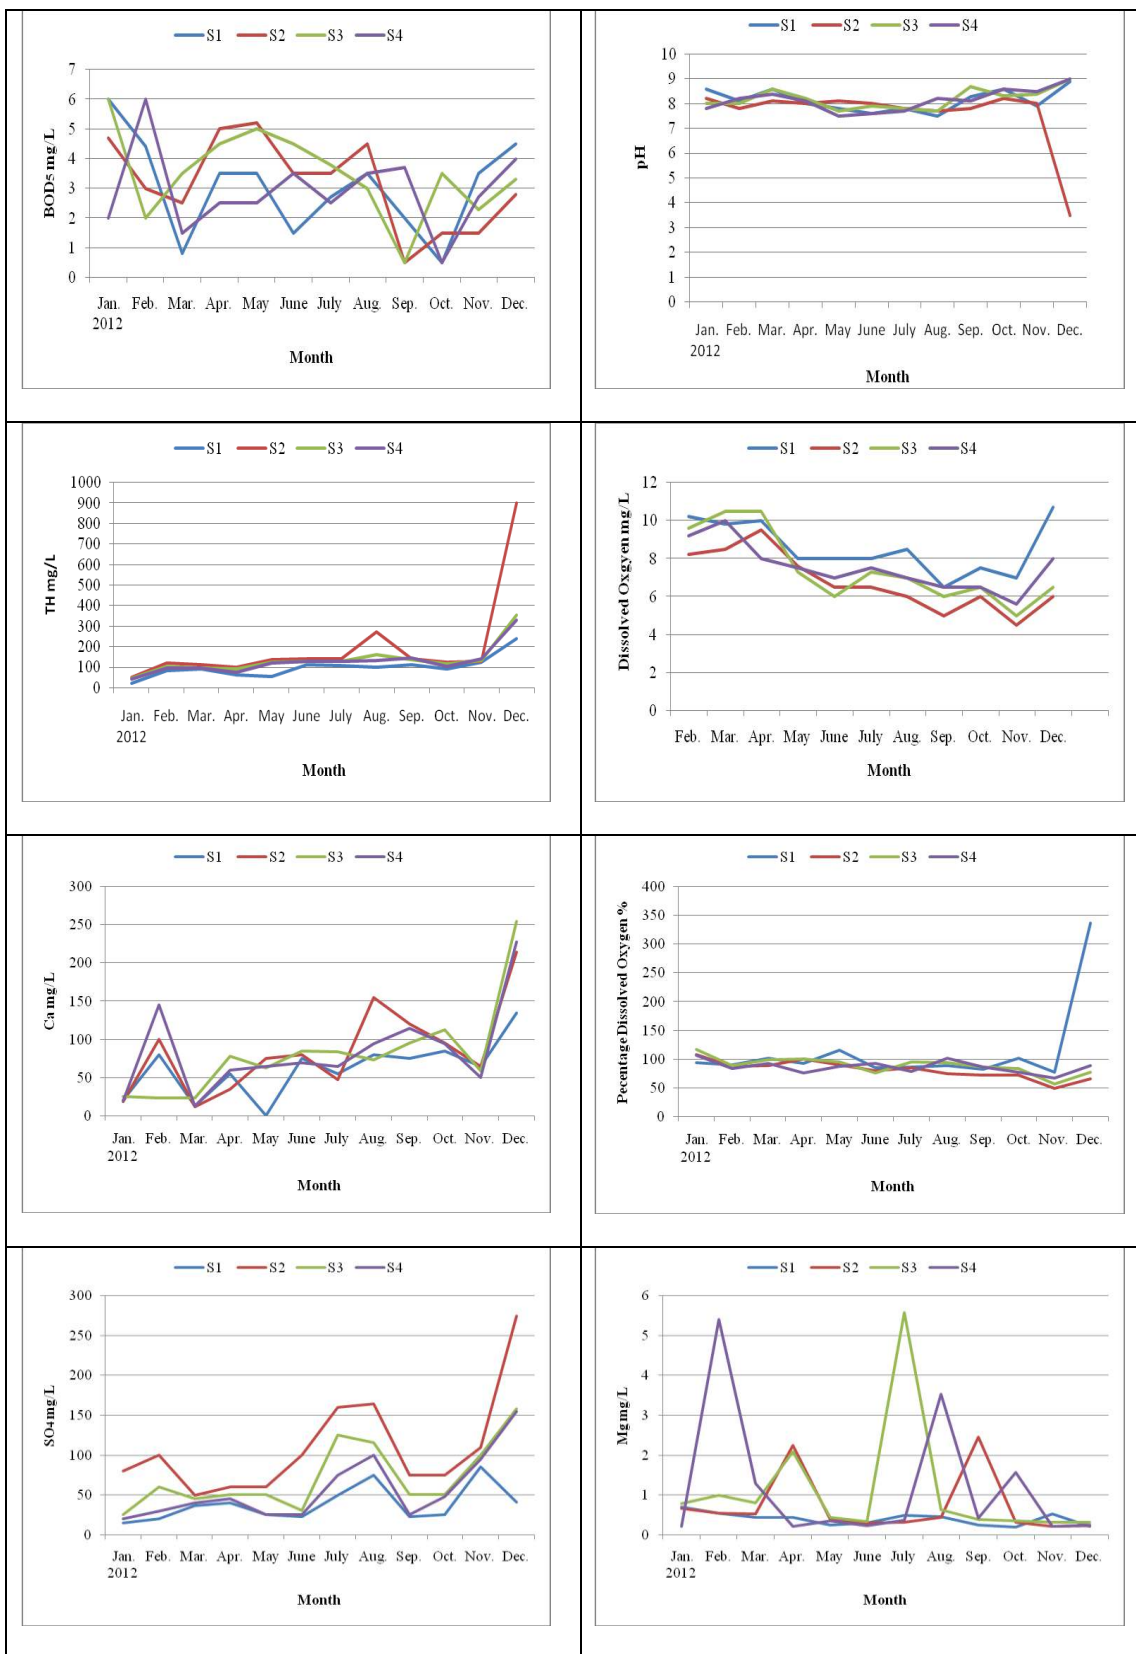 S1 S2 S3 S4
7
6
5
4
3
2
1
0
BOD5 mg/L
Jan. Feb. Mar. Apr. May June July Aug. Sep. Oct. Nov. Dec.
2012
Month
S1 S2 S3 S4
10
9
8
7
6
5
4
3
2
1
0
pH
Jan. Feb. Mar. Apr. May June July Aug. Sep. Oct. Nov. Dec.
2012
Month
S1 S2 S3 S4
1000
900
800
700
600
500
400
300
200
100
0
TH mg/L
Jan. Feb. Mar. Apr. May June July Aug. Sep. Oct. Nov. Dec.
2012
Month
S1 S2 S3 S4
12
10
8
6
4
2
0
Dissolved Oxgyen mg/L
Feb. Mar. Apr. May June July Aug. Sep. Oct. Nov. Dec.
Month
S1 S2 S3 S4
300
250
200
150
100
50
0
Ca mg/L
Jan. Feb. Mar. Apr. May June July Aug. Sep. Oct. Nov. Dec.
2012
Month
S1 S2 S3 S4
400
350
300
250
200
150
100
50
0
Pecentage Dissolved Oxygen %
Jan. Feb. Mar. Apr. May June July Aug. Sep. Oct. Nov. Dec.
2012
Month
S1 S2 S3 S4
300
250
200
150
100
50
0
SO4 mg/L
Jan. Feb. Mar. Apr. May June July Aug. Sep. Oct. Nov. Dec.
2012
Month
S1 S2 S3 S4
6
5
4
3
2
1
0
Mg mg/L
Jan. Feb. Mar. Apr. May June July Aug. Sep. Oct. Nov. Dec.
2012
Month